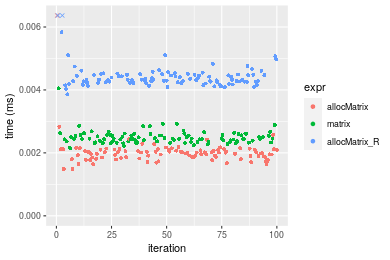 0.006
0.004
0.002
0.000
time (ms)
0
25
50
75
100
iteration
expr
allocMatrix
matrix
allocMatrix_R